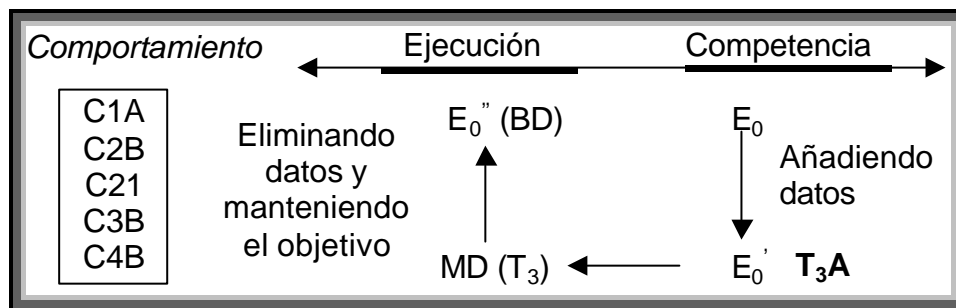 Comportamiento
Ejecución
Competencia
C1A
C2B
C21
C3B
C4B
Eliminando
datos y
manteniendo
el objetivo
E₀” (BD)
MD (T₃)
E₀
Añadiendo
datos
E₀’ T₃A